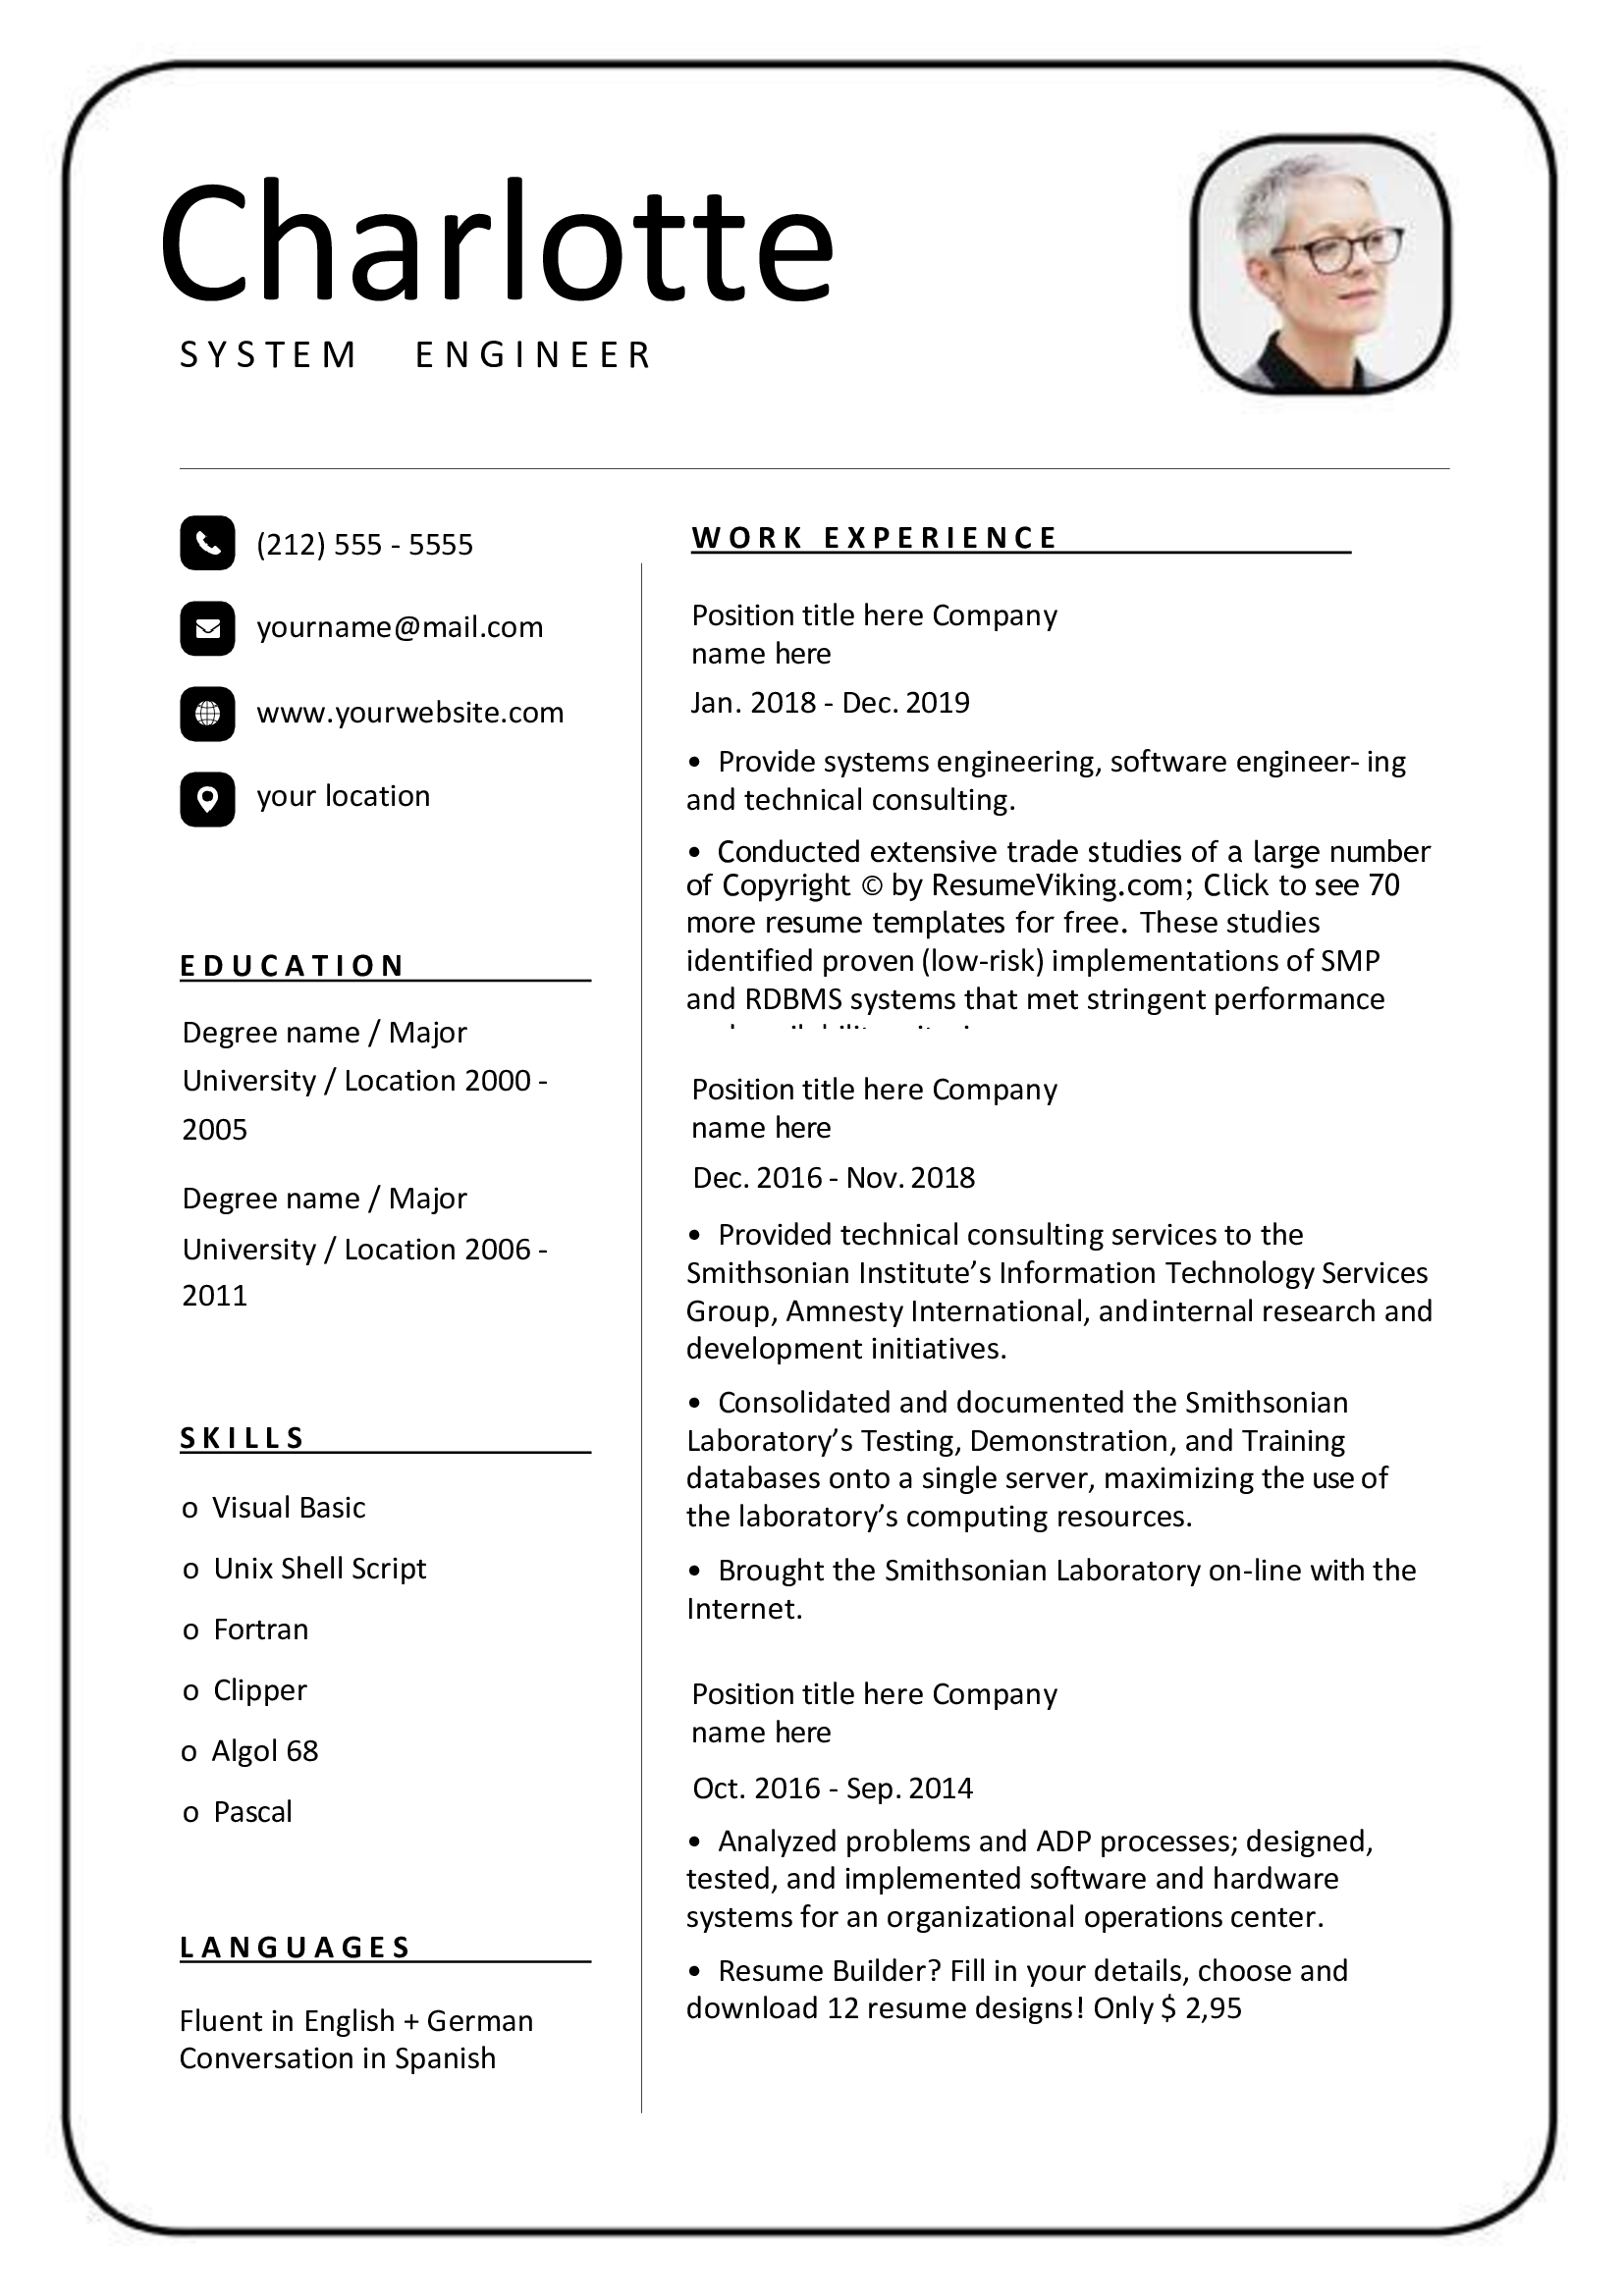 Charlotte
SYSTEM ENGINEER
(212) 555 - 5555
yourname@mail.com
www.yourwebsite.com
your location
EDUCATION
Degree name / Major
University / Location 2000 -
2005
Degree name / Major
University / Location 2006 -
2011
SKILLS
o Visual Basic
o Unix Shell Script
o Fortran
o Clipper
o Algol 68
o Pascal
LANGUAGES
Fluent in English + German
Conversation in Spanish
WORK EXPERIENCE
Position title here Company
name here
Jan. 2018 - Dec. 2019
• Provide systems engineering, software engineer- ing
and technical consulting.
• Conducted extensive trade studies of a large number
of Copyright © by ResumeViking.com; Click to see 70
more resume templates for free. These studies
identified proven (low-risk) implementations of SMP
and RDBMS systems that met stringent performance
Position title here Company
name here
Dec. 2016 - Nov. 2018
• Provided technical consulting services to the
Smithsonian Institute’s Information Technology Services
Group, Amnesty International, andinternal research and
development initiatives.
• Consolidated and documented the Smithsonian
Laboratory’s Testing, Demonstration, and Training
databases onto a single server, maximizing the use of
the laboratory’s computing resources.
• Brought the Smithsonian Laboratory on-line with the
Internet.
Position title here Company
name here
Oct. 2016 - Sep. 2014
• Analyzed problems and ADP processes; designed,
tested, and implemented software and hardware
systems for an organizational operations center.
• Resume Builder? Fill in your details, choose and
download 12 resume designs! Only $ 2,95